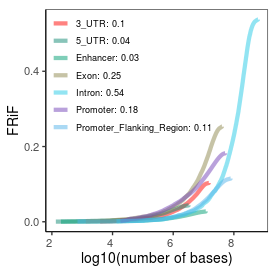 3_UTR: 0.1
5_UTR: 0.04
Enhancer: 0.03
Exon: 0.25
Intron: 0.54
Promoter: 0.18
Promoter_Flanking_Region: 0.11
FRiF
0.4
0.2
0.0
2 4 6 8
log10(number of bases)